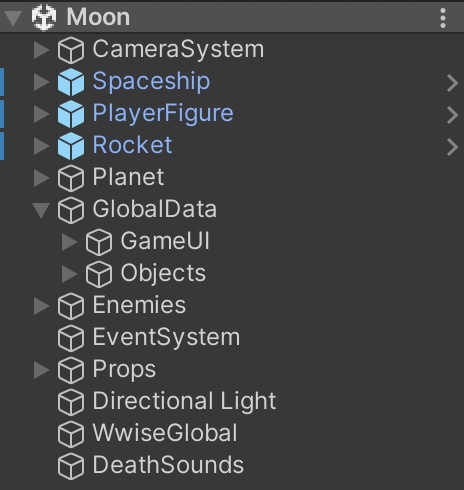 Moon
CameraSystem
Spaceship
PlayerFigure
Rocket
Planet
GlobalData
GameUI
Objects
Enemies
EventSystem
Props
Directional Light
WwiseGlobal
DeathSounds